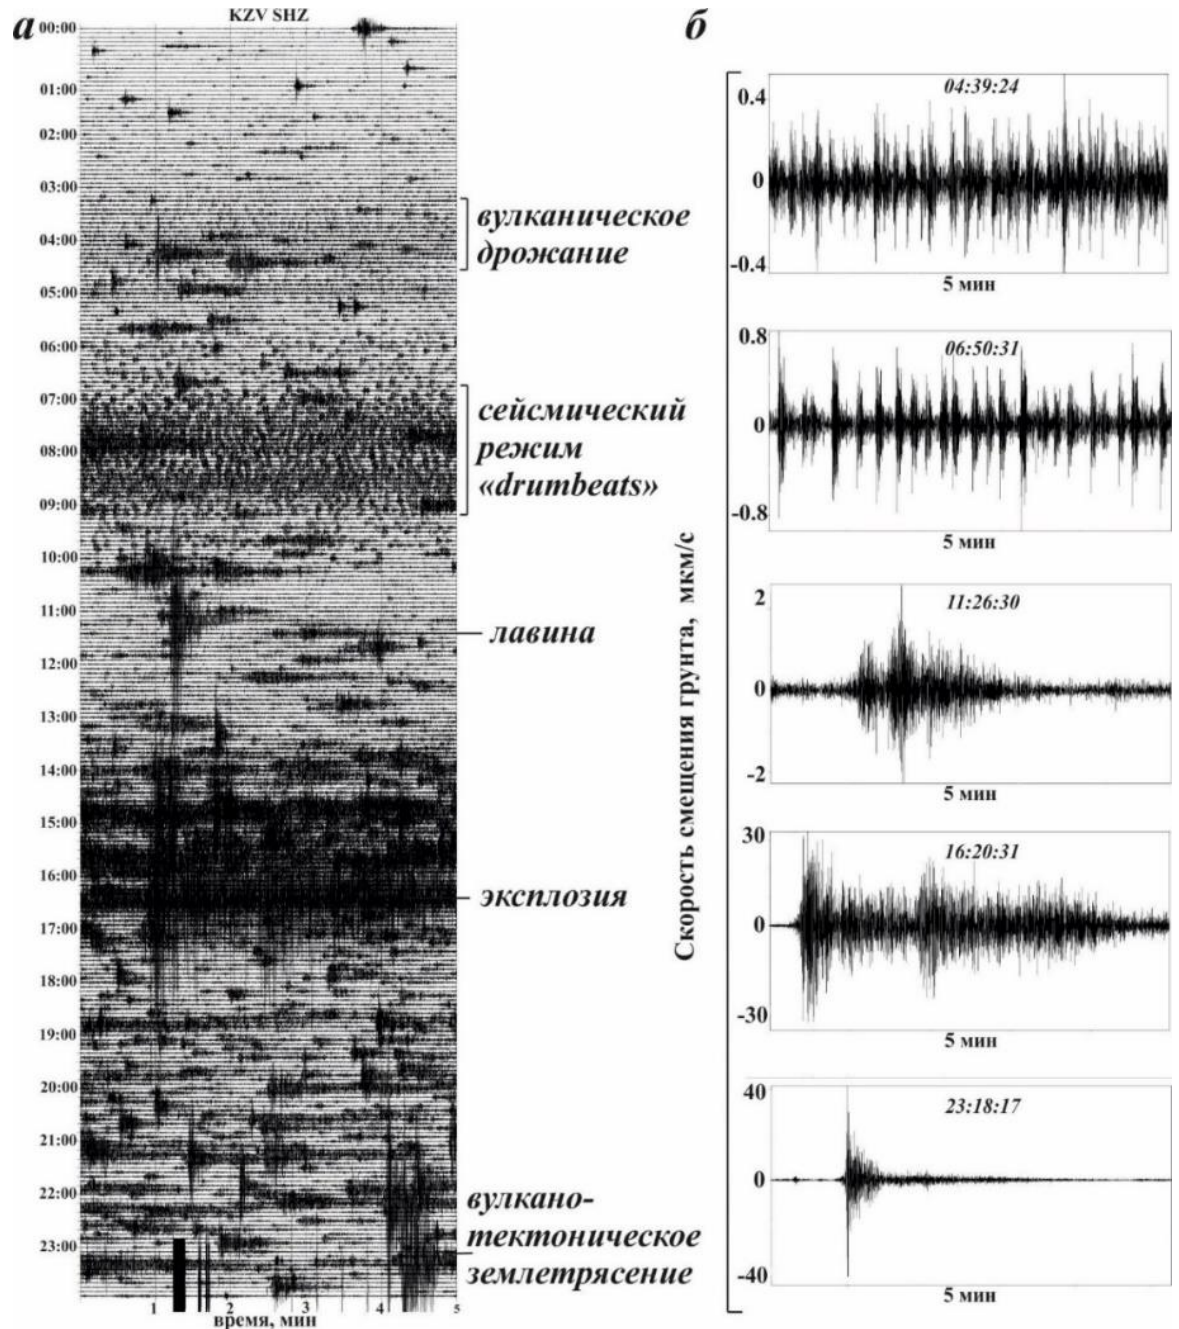 а
KZV SHZ
00:00
01:00
02:00
03:00
04:00
05:00
06:00
07:00
08:00
09:00
10:00
11:00
12:00
13:00
14:00
15:00
16:00
17:00
18:00
19:00
20:00
21:00
22:00
23:00
1 2 3 4 5
время, мин
вулканическое
дрожание
сейсмический
режим
«drumbeats»
лавина
эксплозия
вулкано-
тектоническое
землетрясение
б
Скорость смещения грунта, мкм/с
04:39:24
0.4
0
-0.4
5 мин
06:50:31
0.8
0
-0.8
5 мин
11:26:30
2
0
-2
5 мин
16:20:31
30
0
-30
5 мин
23:18:17
40
0
-40
5 мин